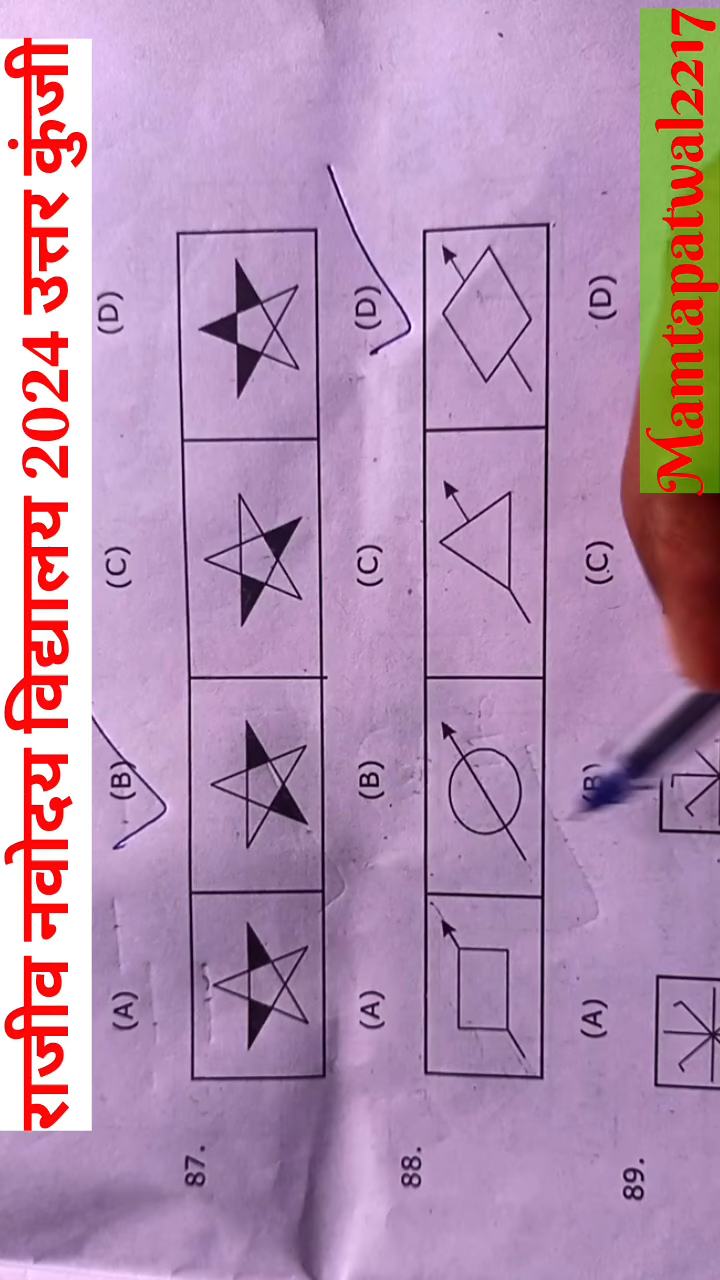 राजीव नवोदय विद्यालय 2024 उत्तर कुंजी
(A) (B) (C) (D)
87.
(A) (B) (C) (D)
88.
(A) (B) (C) (D)
89.
Mamtapatwal2217